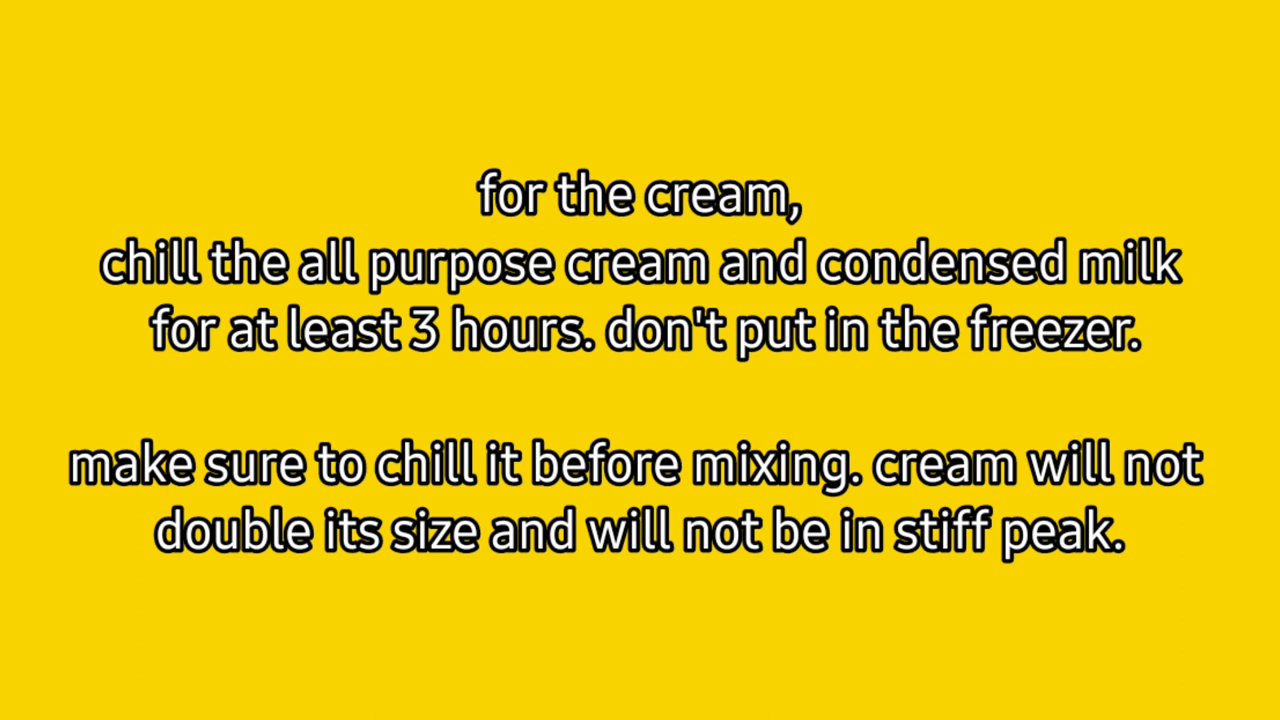 for the cream,
chill the all purpose cream and condensed milk
for at least 3 hours. don't put in the freezer.
make sure to chill it before mixing. cream will not
double its size and will not be in stiff peak.